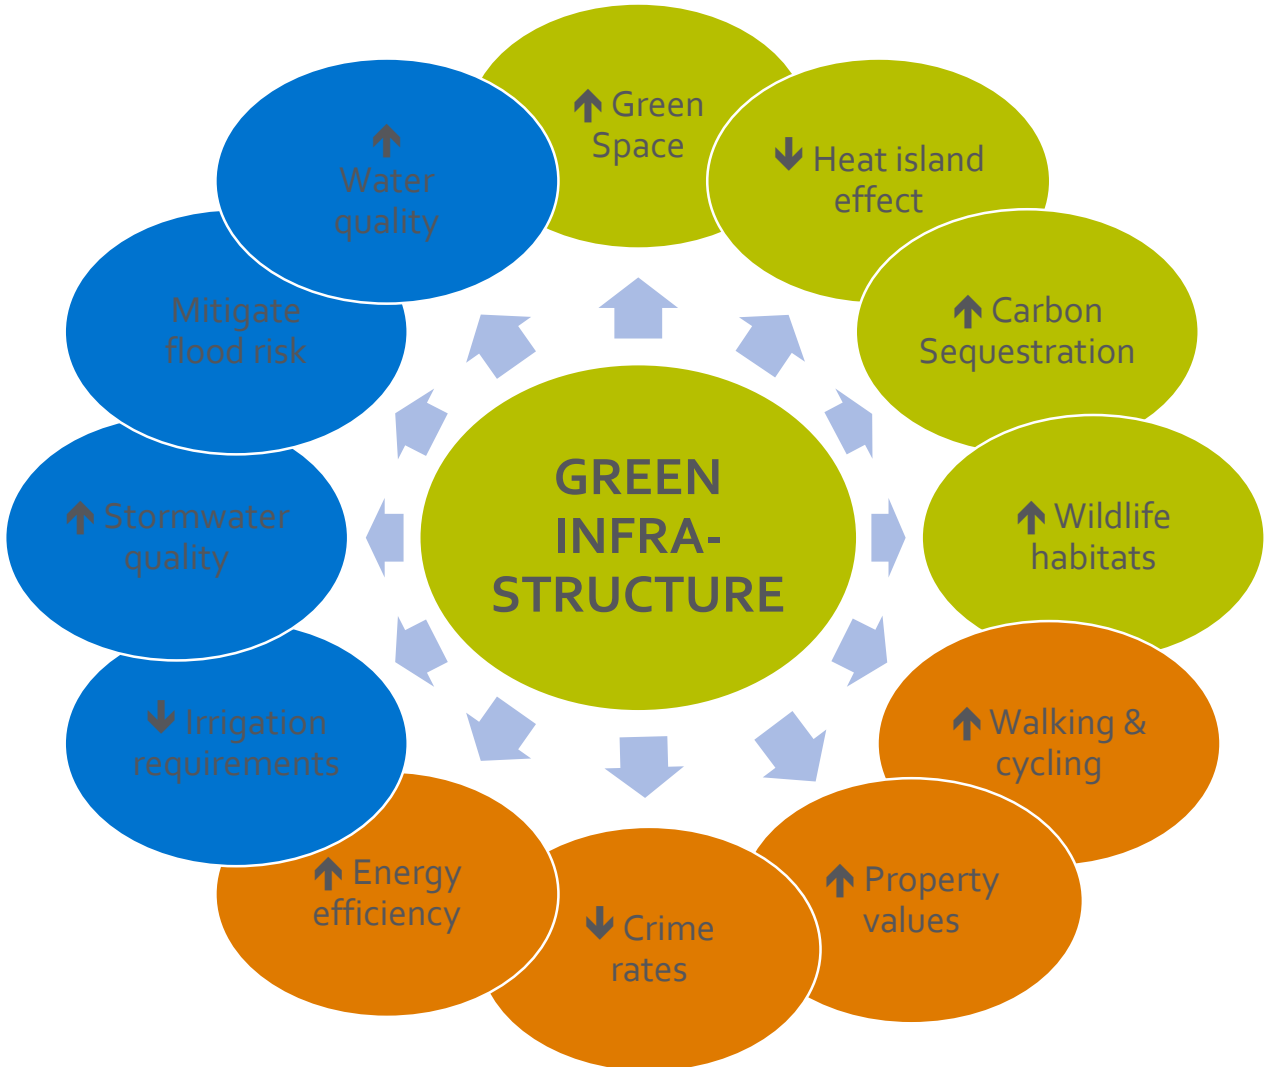 🡹 Green
Space
🡻 Heat island
effect
🡹 Carbon
Sequestration
🡹 Wildlife
habitats
🡹 Walking &
cycling
🡹 Property
values
🡻 Crime
rates
🡹 Energy
efficiency
🡻 Irrigation
requirements
🡹 Stormwater
quality
Mitigate
flood risk
🡹
Water
quality
GREEN
INFRA-
STRUCTURE